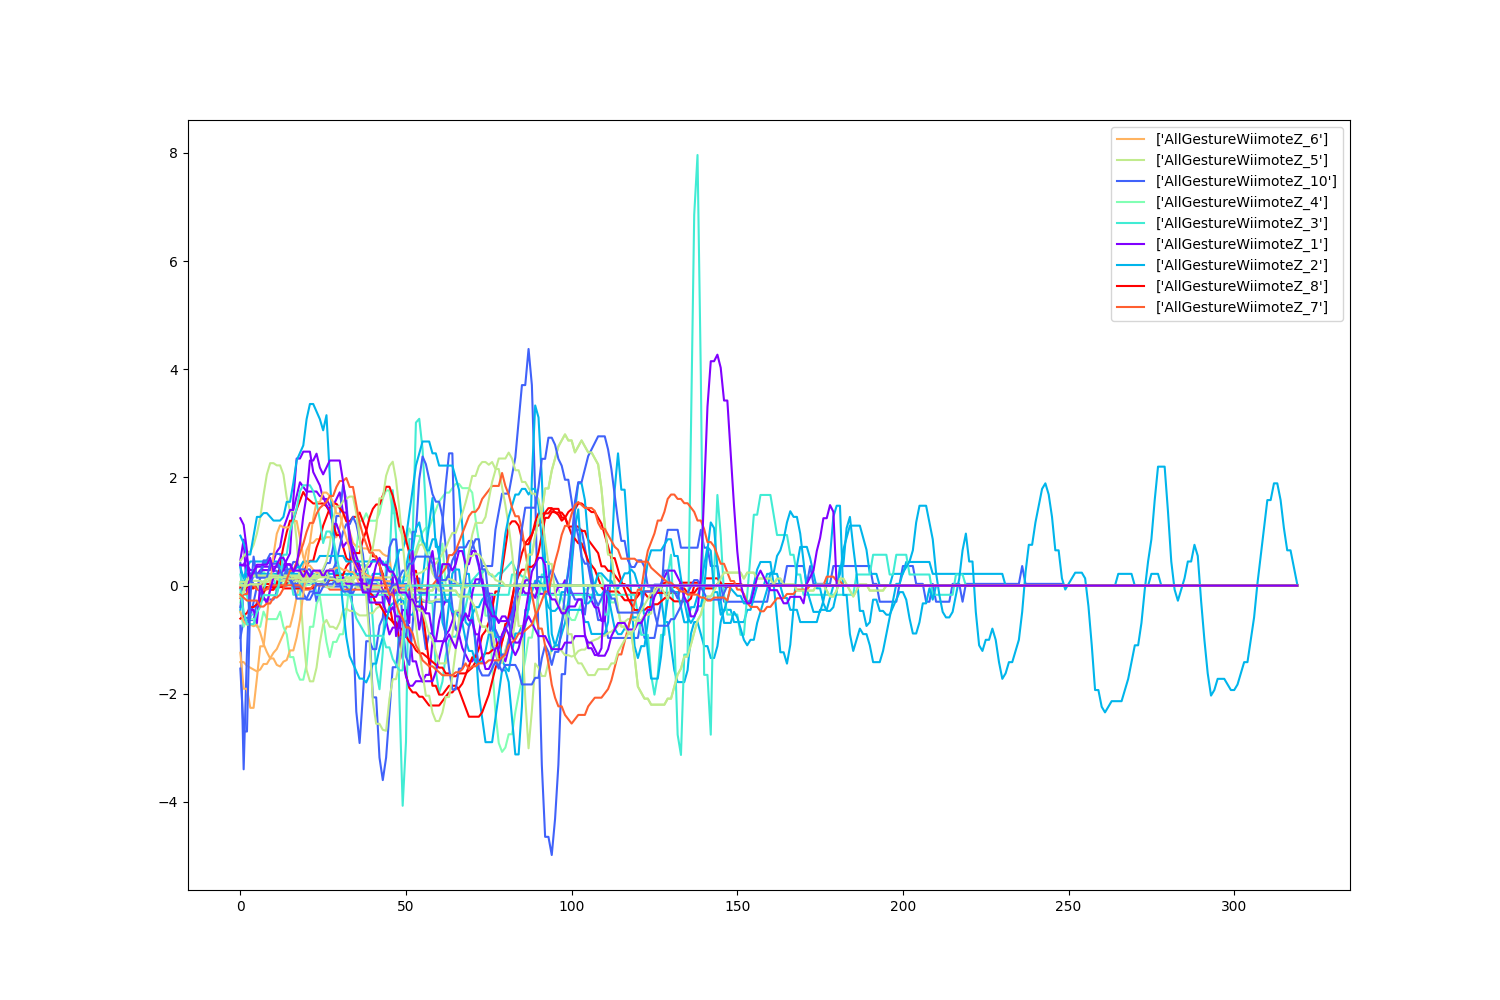 ['AllGestureWiimoteZ_6']
['AllGestureWiimoteZ_5']
['AllGestureWiimoteZ_10']
['AllGestureWiimoteZ_4']
['AllGestureWiimoteZ_3']
['AllGestureWiimoteZ_1']
['AllGestureWiimoteZ_2']
['AllGestureWiimoteZ_8']
['AllGestureWiimoteZ_7']
8
6
4
2
0
−2
−4
0 50 100 150 200 250 300